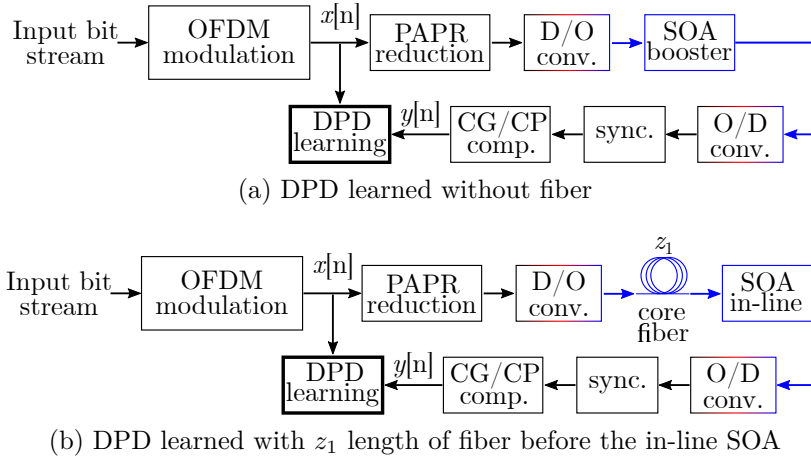 Input bit
stream
OFDM
modulation
x[n]
PAPR
reduction
D/O
conv.
SOA
booster
DPD
learning
y[n]
CG/CP
comp.
sync.
O/D
conv.
(a) DPD learned without fiber
Input bit
stream
OFDM
modulation
x[n]
PAPR
reduction
D/O
conv.
z1
core
fiber
SOA
in-line
DPD
learning
y[n]
CG/CP
comp.
sync.
O/D
conv.
(b) DPD learned with z1 length of fiber before the in-line SOA